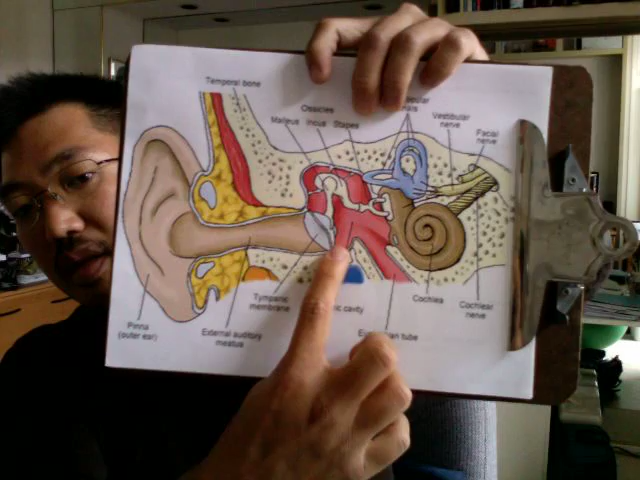 Temporal bone
Ossicles
Malleus Incus Stapes
Vestibular
nerve
Facial
nerve
Tympanic
membrane
cavity
Cochlea
Cochlear
nerve
Pinna
(outer ear)
External auditory
meatus
tube